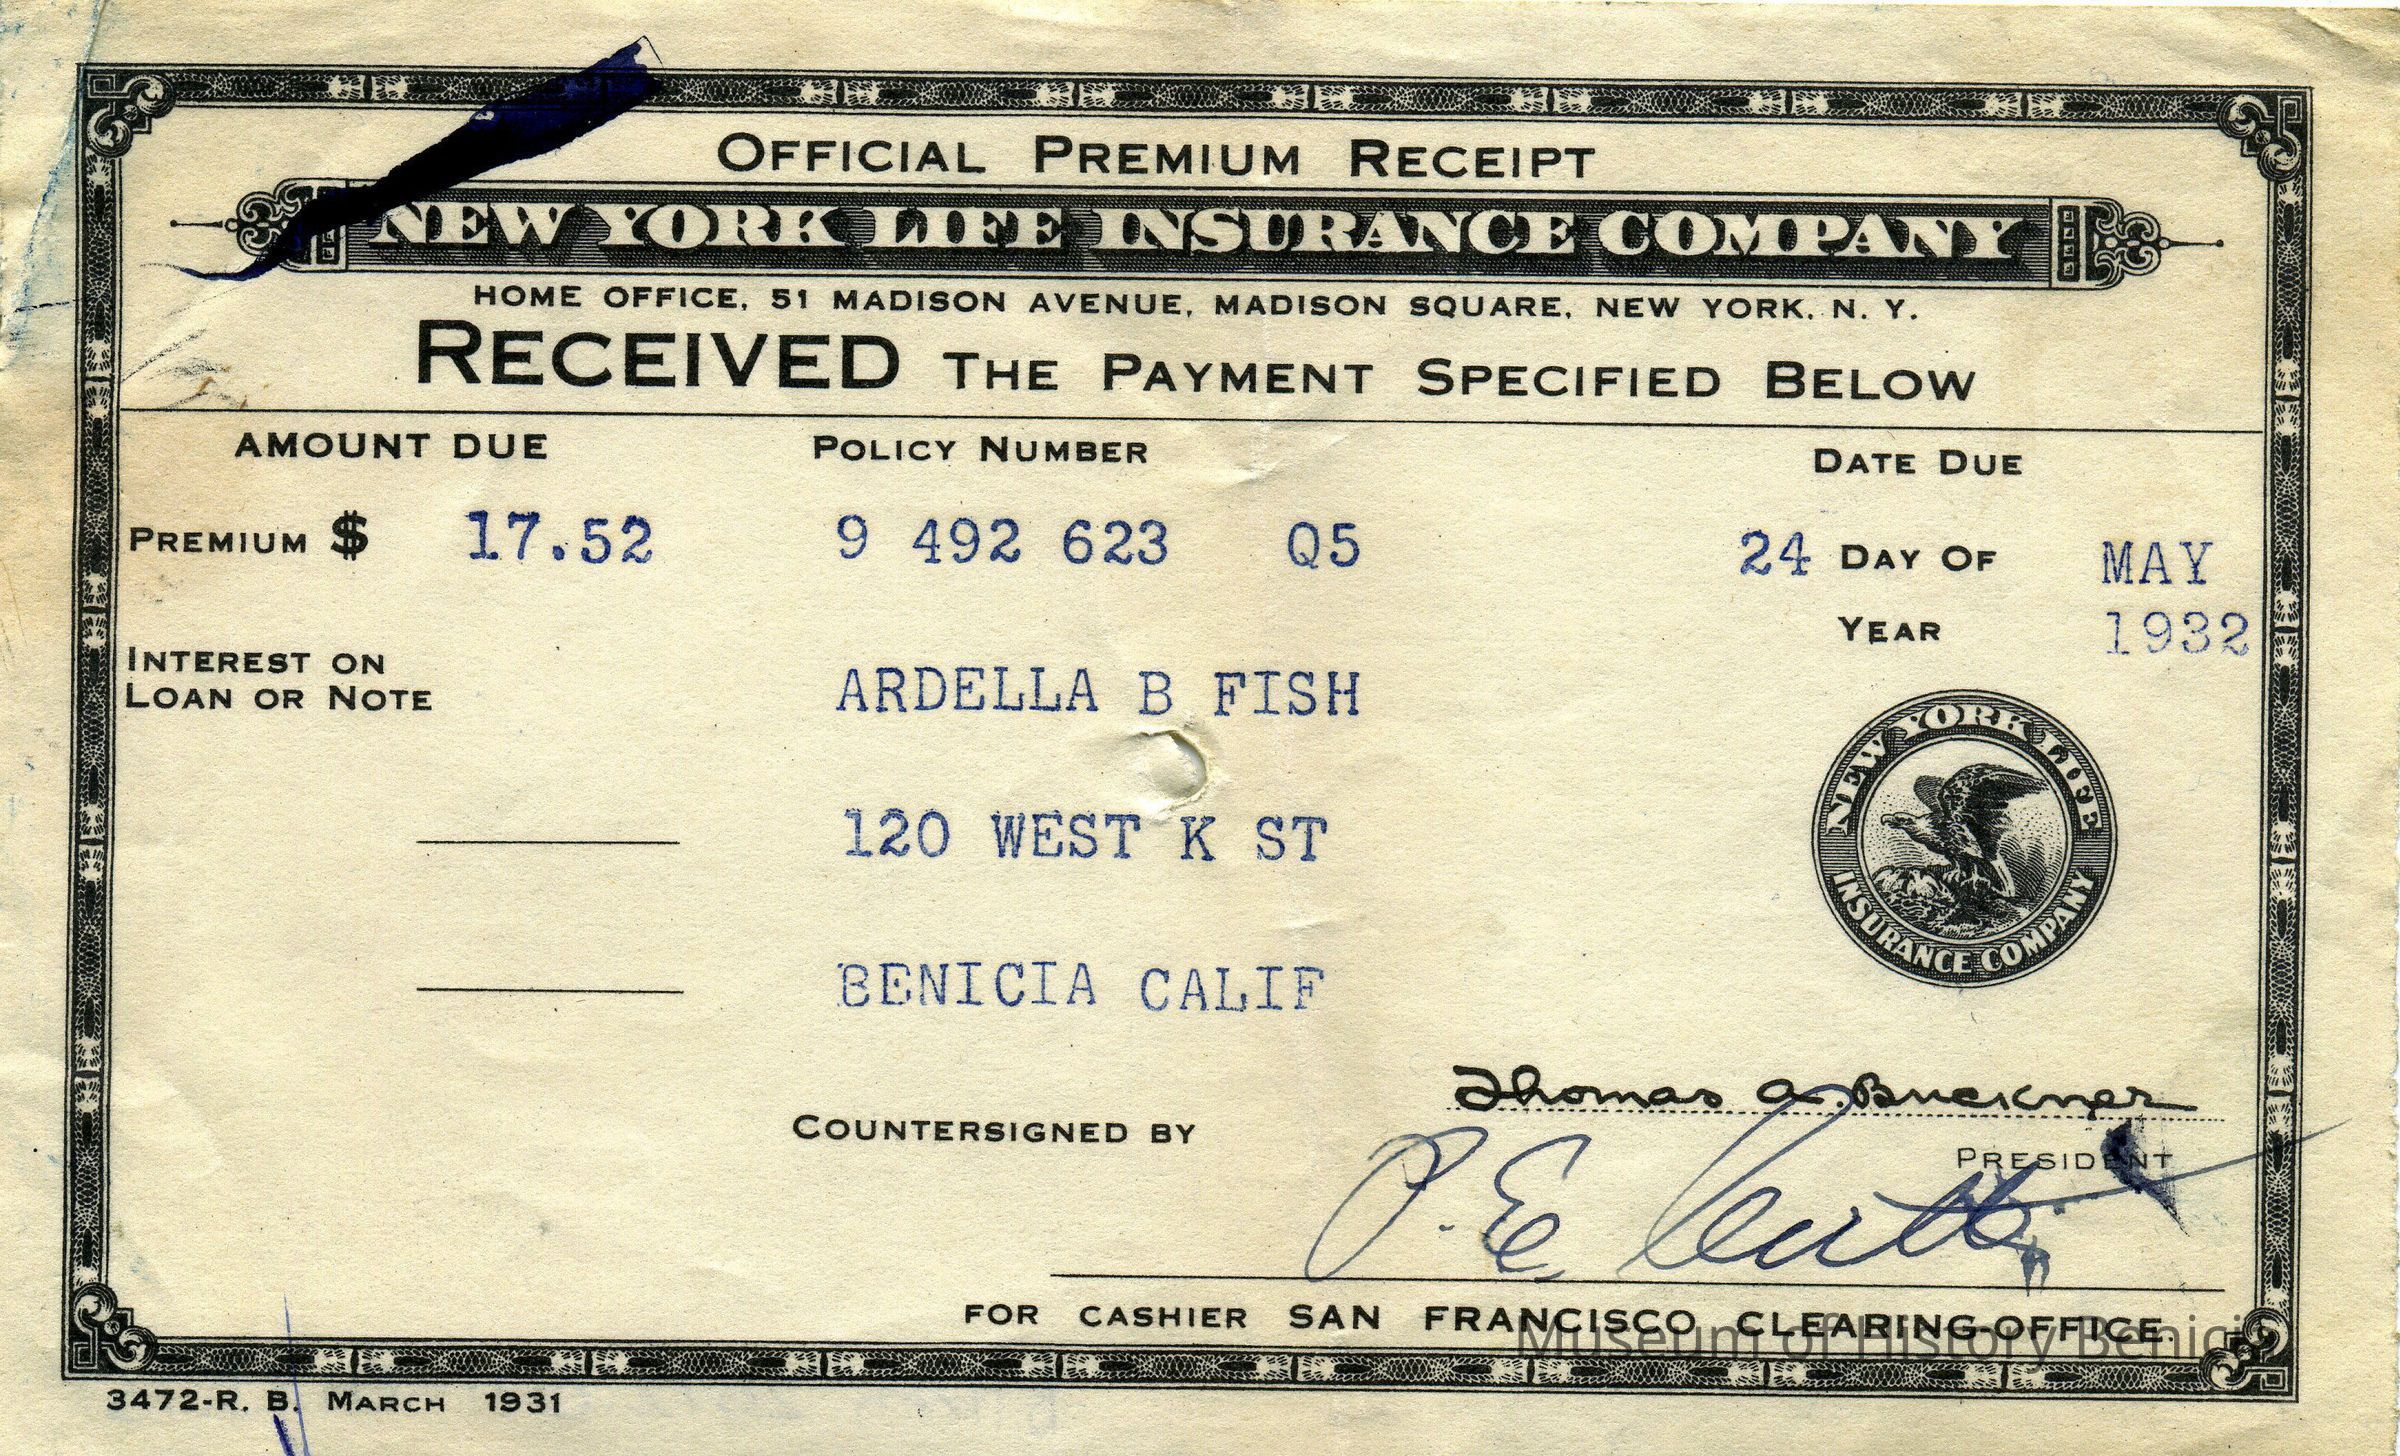 OFFICIAL PREMIUM RECEIPT
NEW YORK LIFE INSURANCE COMPANY
HOME OFFICE, 51 MADISON AVENUE, MADISON SQUARE, NEW YORK, N. Y.
RECEIVED THE PAYMENT SPECIFIED BELOW
AMOUNT DUE POLICY NUMBER DATE DUE
PREMIUM $ 17.52 9 492 623 Q5 24 DAY OF MAY
YEAR 1932
INTEREST ON
LOAN OR NOTE
ARDELLA B FISH
120 WEST K ST
BENICIA CALIF
NEW YORK LIFE
INSURANCE COMPANY
Thomas A. Buckner
PRESIDENT
COUNTERSIGNED BY
FOR CASHIER SAN FRANCISCO CLEARING-OFFICE.
Museum of History Benicia
3472-R. B. MARCH 1931